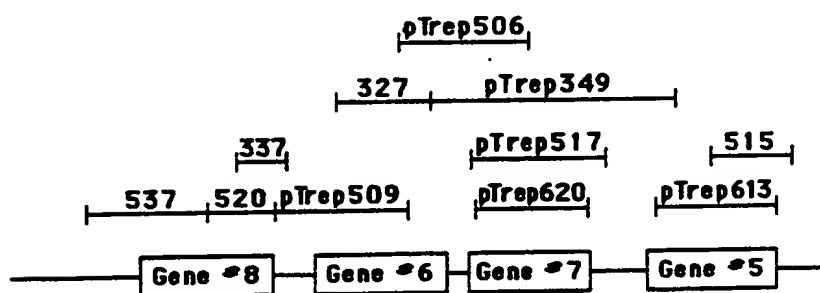 pTrep506
327 pTrep349
337 pTrep517 515
537 520 pTrep509 pTrep620 pTrep613
Gene #8 Gene #6 Gene #7 Gene #5